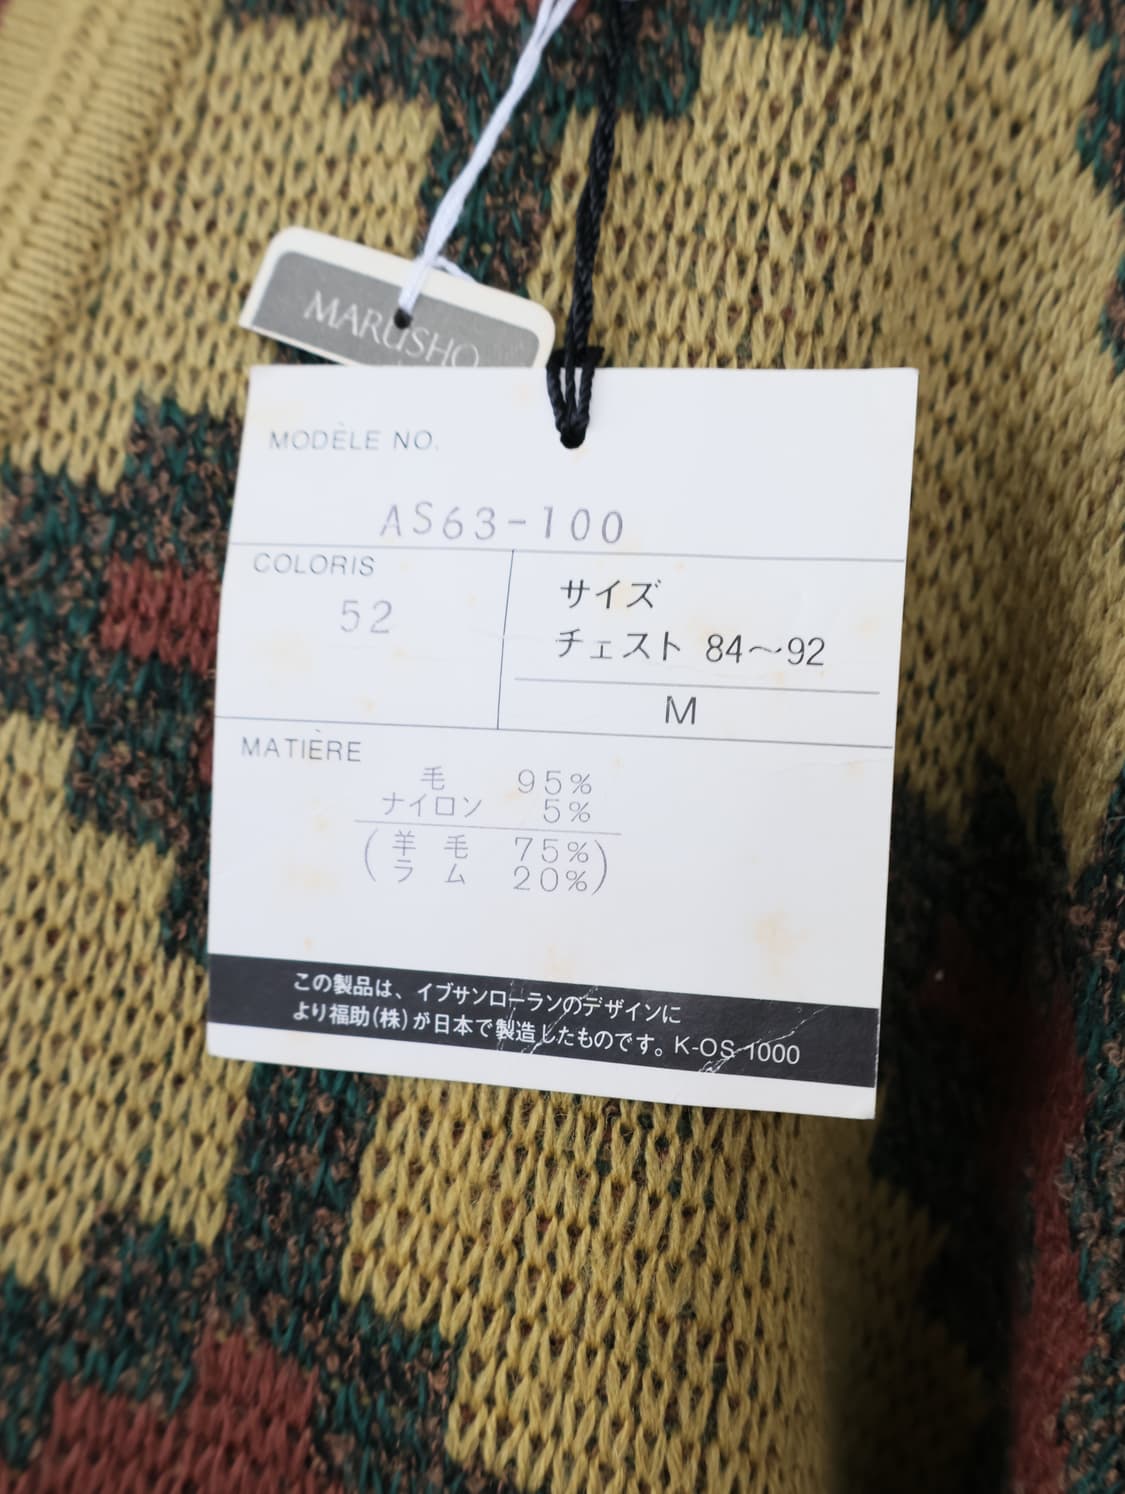 MARUSHO
MODÈLE NO.
AS63-100
COLORIS
52
サイズ
チェスト 84〜92
M
MATIÈRE
毛 95%
ナイロン 5%
(羊毛 75%
ラム 20%)
この製品は、イブサンローランのデザインに
より福助(株)が日本で製造したものです。K-OS 1000